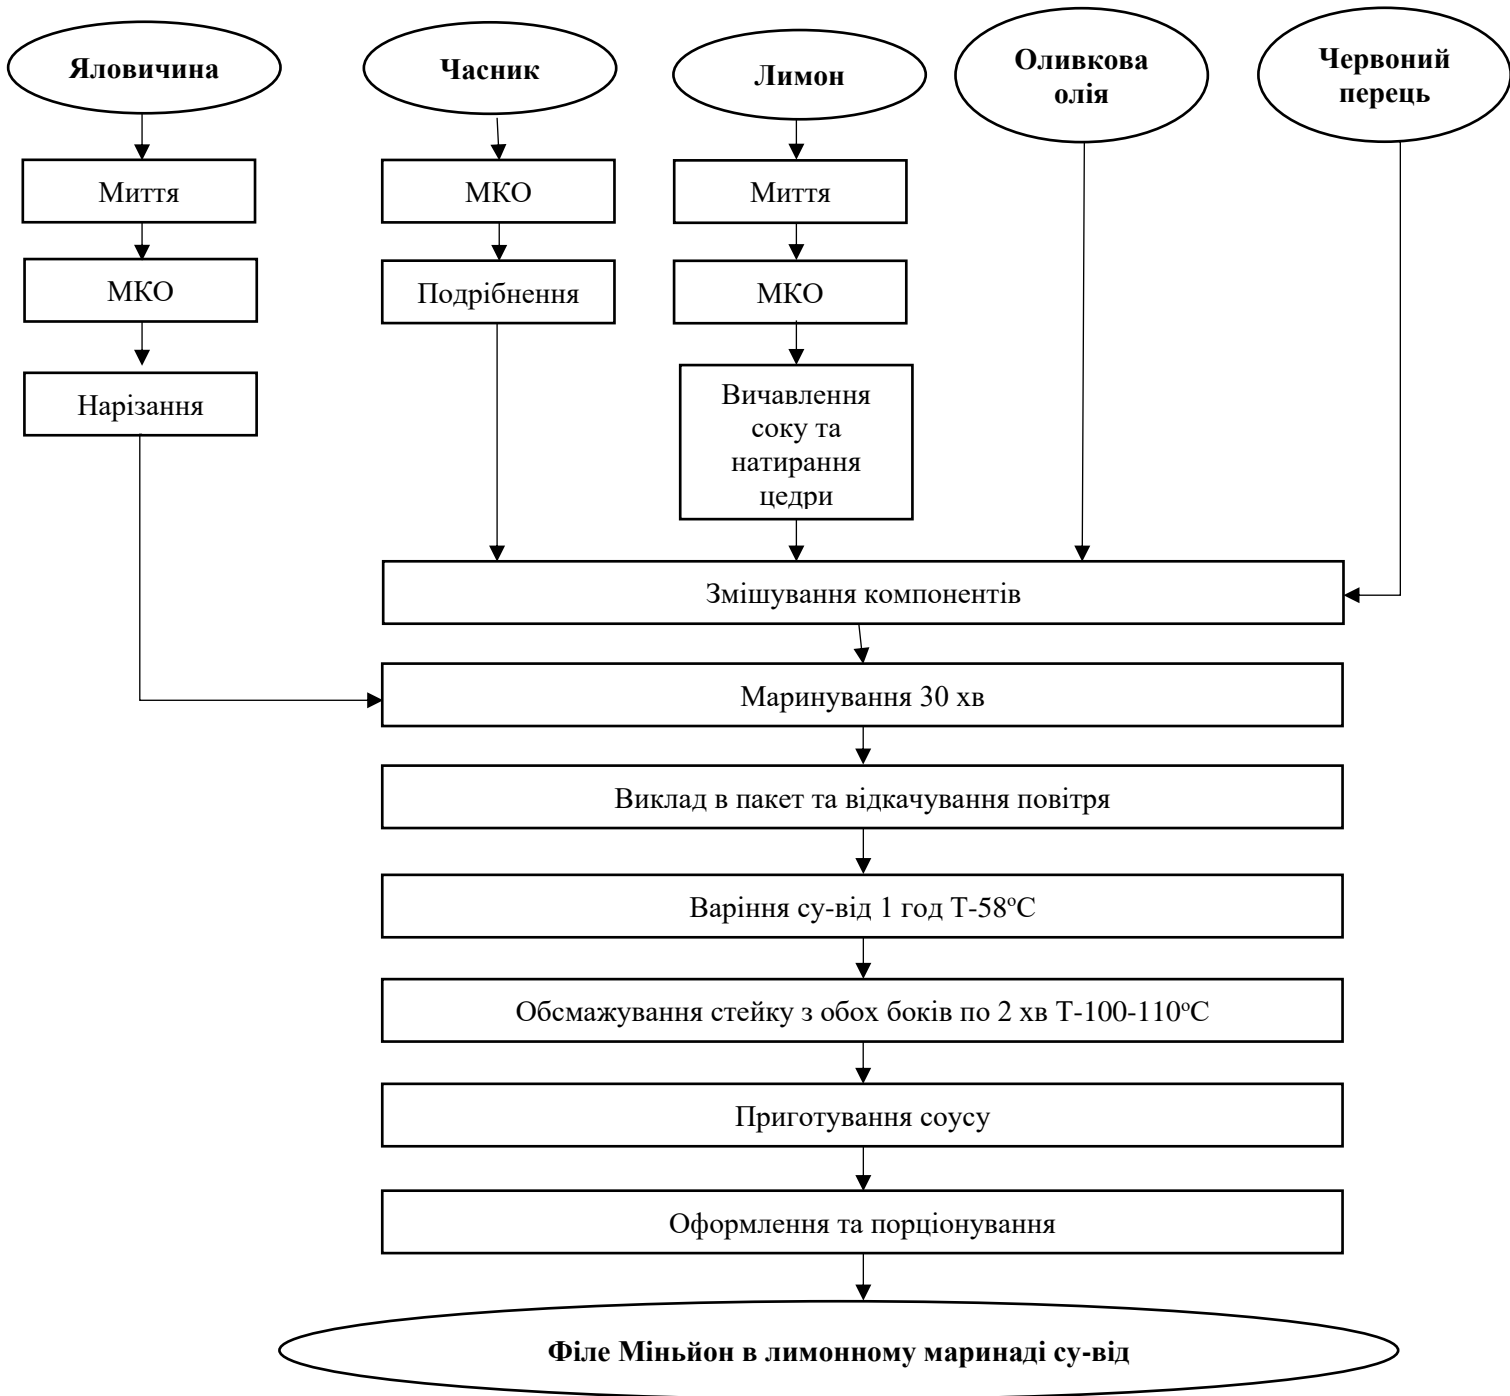 Яловичина
Часник
Лимон
Оливкова
олія
Червоний
перець
Миття
МКО
Миття
МКО
Подрібнення
МКО
Нарізання
Вичавлення
соку та
натирання
цедри
Змішування компонентів
Маринування 30 хв
Виклад в пакет та відкачування повітря
Варіння су-від 1 год Т-58ºС
Обсмажування стейку з обох боків по 2 хв Т-100-110ºС
Приготування соусу
Оформлення та порціонування
Філе Міньйон в лимонному маринаді су-від